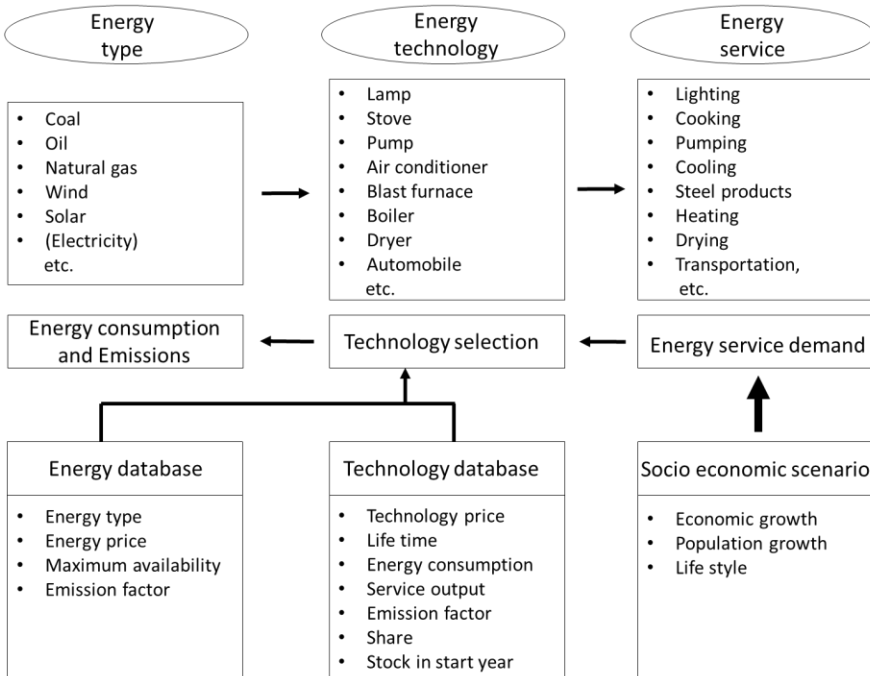 Energy
type
Energy
technology
Energy
service
• Coal
• Oil
• Natural gas
• Wind
• Solar
• (Electricity)
etc.
• Lamp
• Stove
• Pump
• Air conditioner
• Blast furnace
• Boiler
• Dryer
• Automobile
etc.
• Lighting
• Cooking
• Pumping
• Cooling
• Steel products
• Heating
• Drying
• Transportation,
etc.
Energy consumption
and Emissions
Technology selection
Energy service demand
Energy database
• Energy type
• Energy price
• Maximum availability
• Emission factor
Technology database
• Technology price
• Life time
• Energy consumption
• Service output
• Emission factor
• Share
• Stock in start year
Socio economic scenario
• Economic growth
• Population growth
• Life style